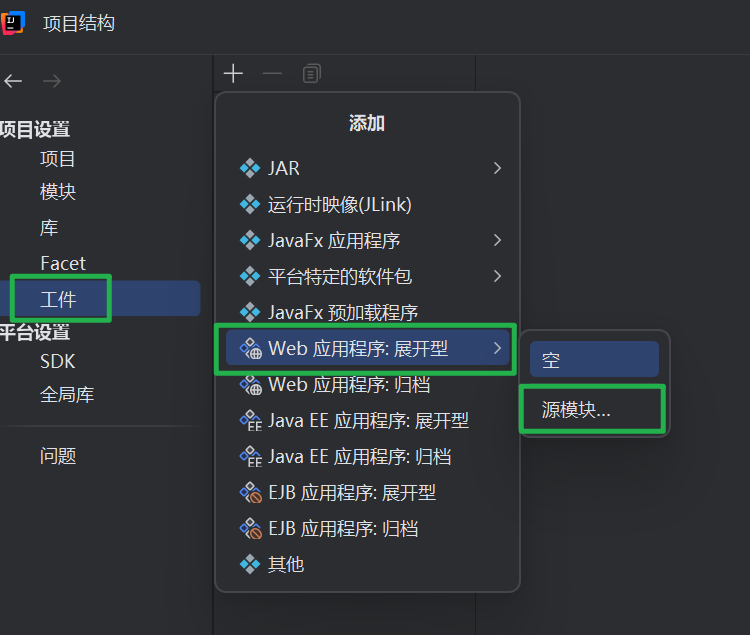 项目结构
项目设置
项目
模块
库
Facet
工件
平台设置
SDK
全局库
问题
添加
JAR
运行时映像(JLink)
JavaFx 应用程序
平台特定的软件包
JavaFx 预加载程序
Web 应用程序: 展开型
Web 应用程序: 归档
Java EE 应用程序: 展开型
Java EE 应用程序: 归档
EJB 应用程序: 展开型
EJB 应用程序: 归档
其他
空
源模块...